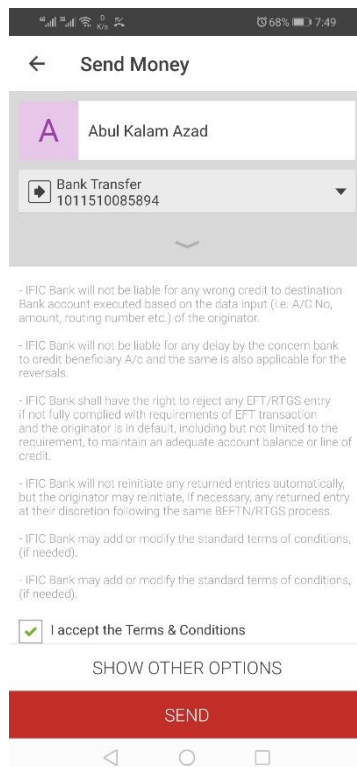 68% 7:49
Send Money
A
Abul Kalam Azad
Bank Transfer
1011510085894
- IFIC Bank will not be liable for any wrong credit to destination
Bank account executed based on the data input (i.e. A/C No,
amount, routing number etc.) of the originator.
- IFIC Bank will not be liable for any delay by the concern bank
to credit beneficiary A/c and the same is also applicable for the
reversals.
- IFIC Bank shall have the right to reject any EFT/RTGS entry
if not fully complied with requirements of EFT transaction
and the originator is in default, including but not limited to the
requirement, to maintain an adequate account balance or line of
credit.
- IFIC Bank will not reinitiate any returned entries automatically,
but the originator may reinitiate, if necessary, any returned entry
at their discretion following the same BEFTN/RTGS process.
- IFIC Bank may add or modify the standard terms of conditions,
(if needed).
- IFIC Bank may add or modify the standard terms of conditions,
(if needed).
I accept the Terms & Conditions
SHOW OTHER OPTIONS
SEND